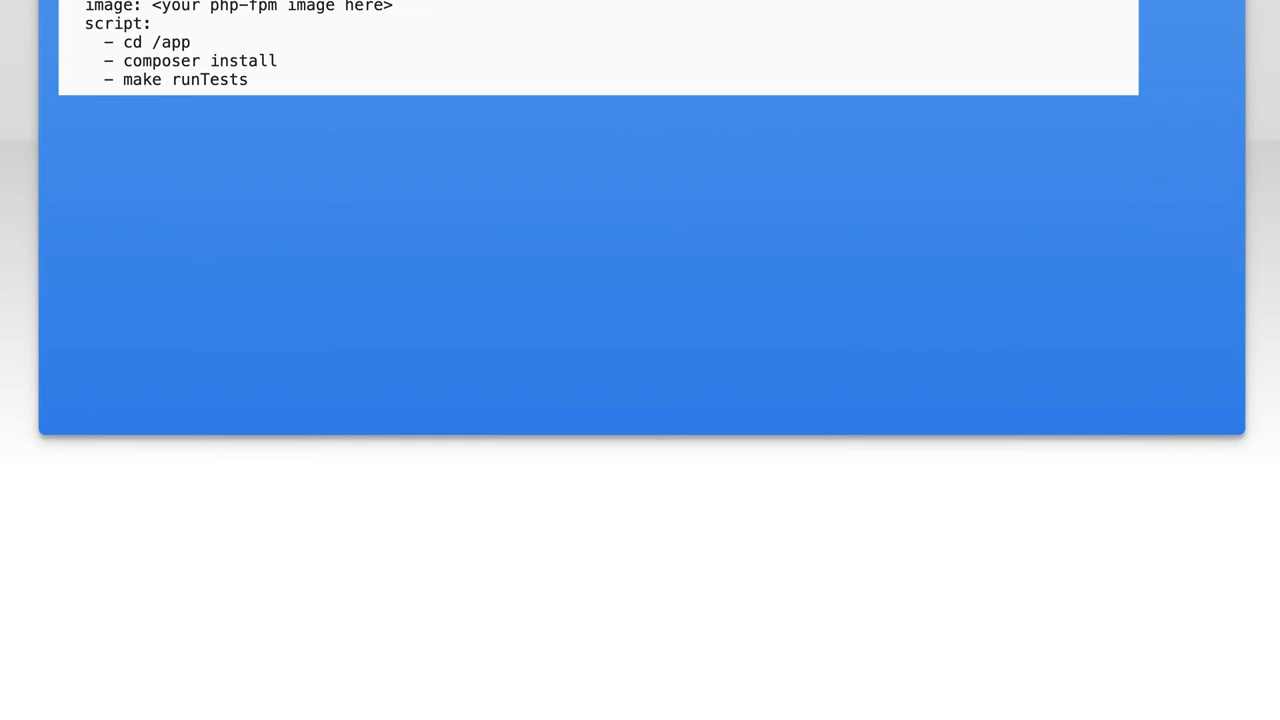 image: <your php-fpm image here>
script:
- cd /app
- composer install
- make runTests